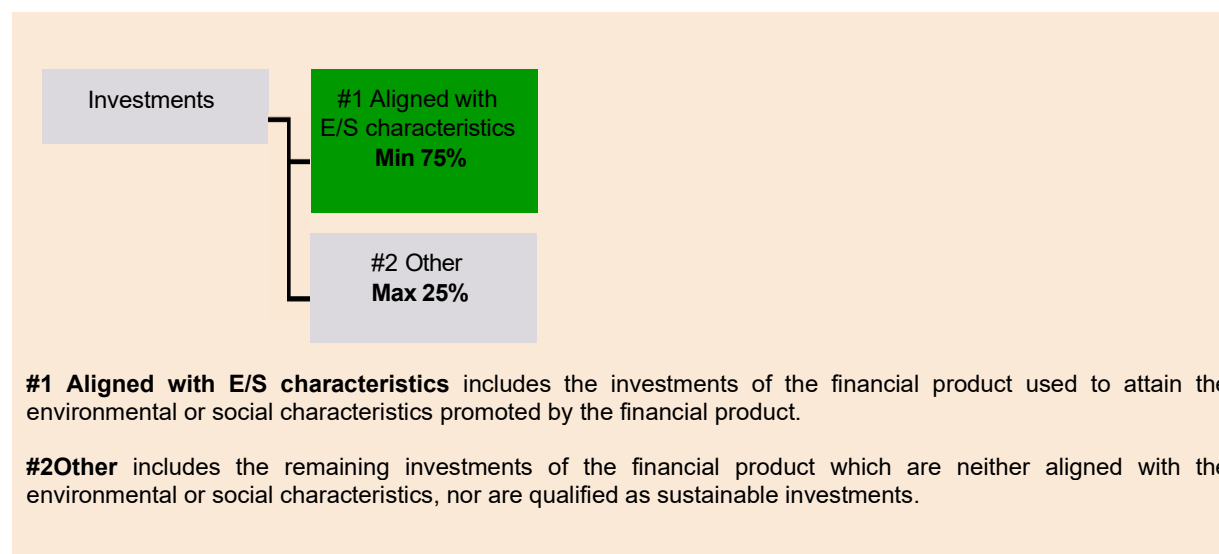 Investments
#1 Aligned with
E/S characteristics
Min 75%
#2 Other
Max 25%
#1 Aligned with E/S characteristics includes the investments of the financial product used to attain the
environmental or social characteristics promoted by the financial product.
#2Other includes the remaining investments of the financial product which are neither aligned with the
environmental or social characteristics, nor are qualified as sustainable investments.